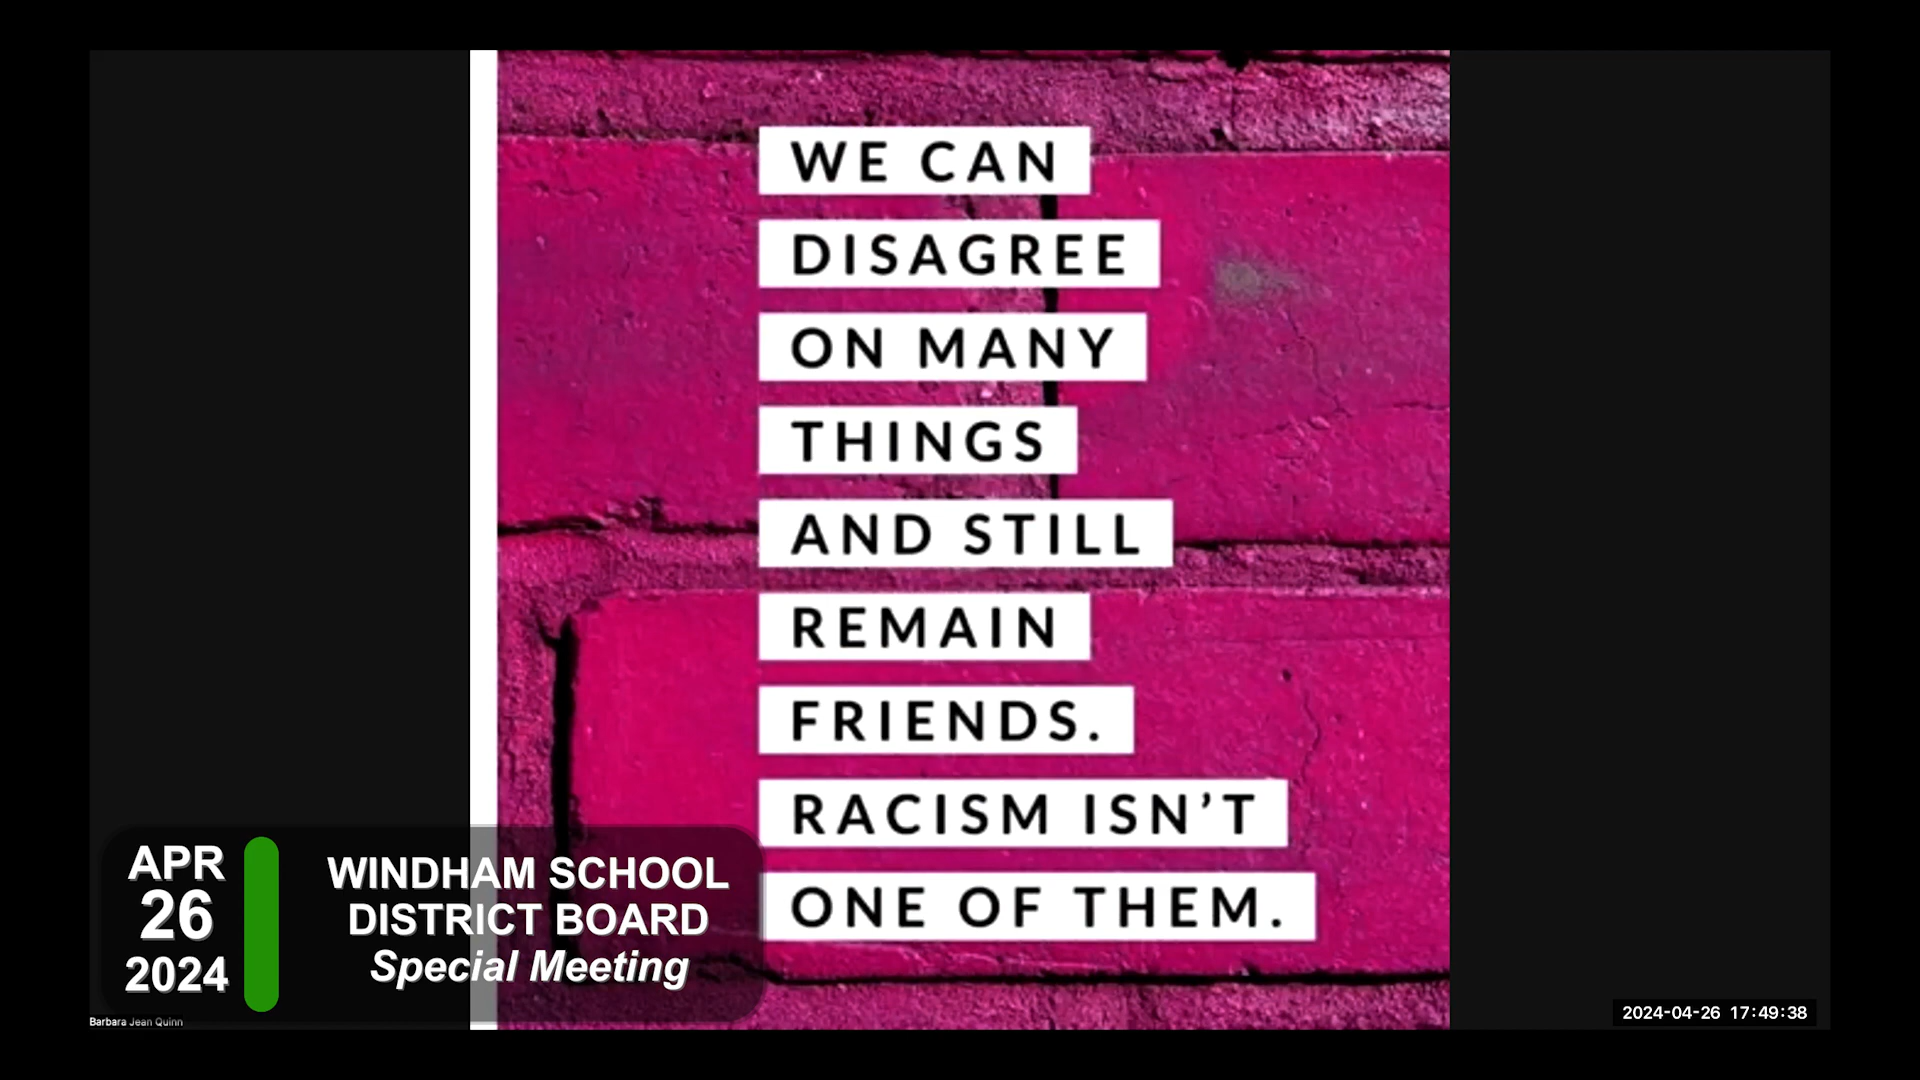 WE CAN
DISAGREE
ON MANY
THINGS
AND STILL
REMAIN
FRIENDS.
RACISM ISN'T
ONE OF THEM.
APR
26
2024
WINDHAM SCHOOL
DISTRICT BOARD
Special Meeting
Barbara Jean Quinn
2024-04-26 17:49:38